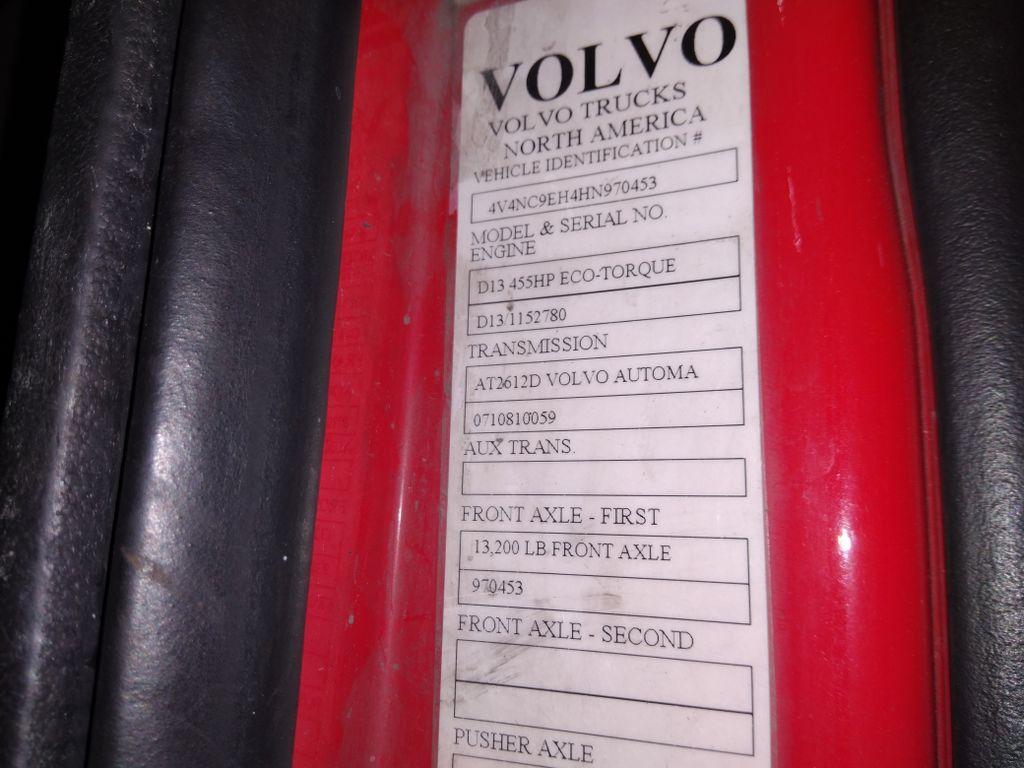 VOLVO
VOLVO TRUCKS
NORTH AMERICA
VEHICLE IDENTIFICATION #
4V4NC9EH4HN970453
MODEL & SERIAL NO.
ENGINE
D13 455HP ECO-TORQUE
D13/1152780
TRANSMISSION
AT2612D VOLVO AUTOMA
0710810059
AUX TRANS.
FRONT AXLE - FIRST
13,200 LB FRONT AXLE
970453
FRONT AXLE - SECOND
PUSHER AXLE